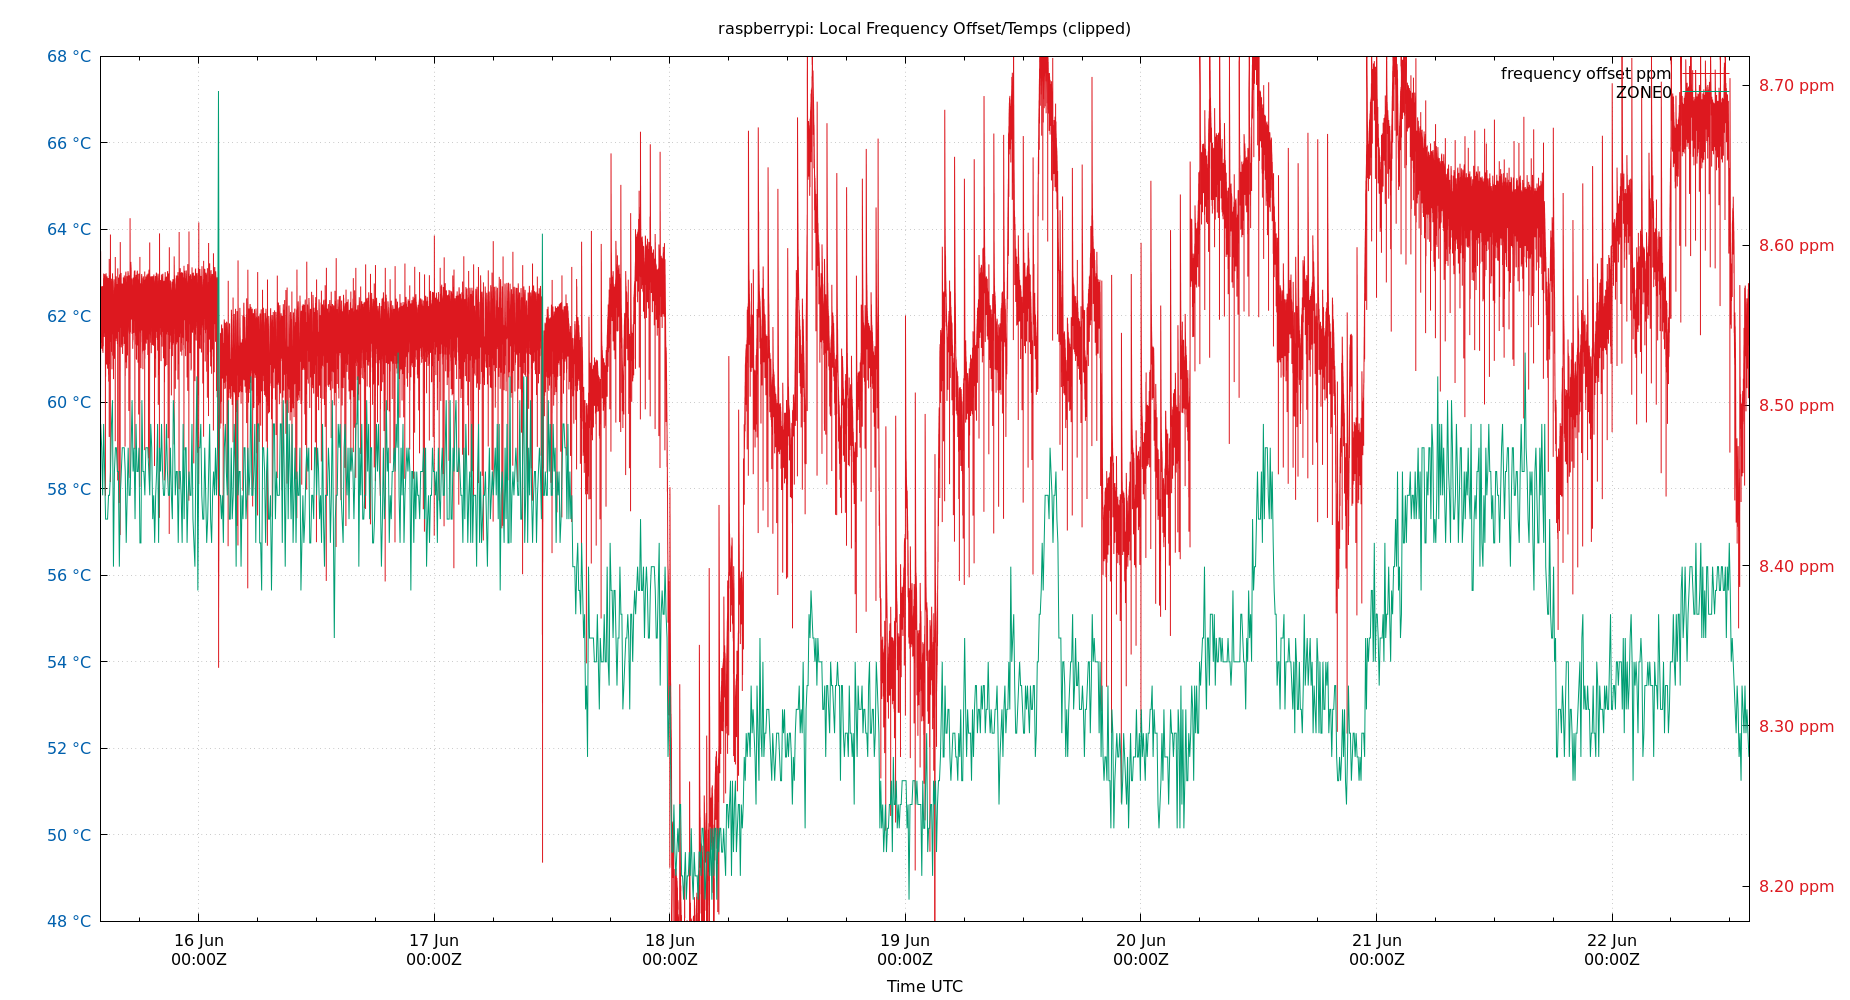 raspberrypi: Local Frequency Offset/Temps (clipped)
68 °C
66 °C
64 °C
62 °C
60 °C
58 °C
56 °C
54 °C
52 °C
50 °C
48 °C
frequency offset ppm
ZONE0
8.70 ppm
8.60 ppm
8.50 ppm
8.40 ppm
8.30 ppm
8.20 ppm
16 Jun
00:00Z
17 Jun
00:00Z
18 Jun
00:00Z
19 Jun
00:00Z
20 Jun
00:00Z
21 Jun
00:00Z
22 Jun
00:00Z
Time UTC